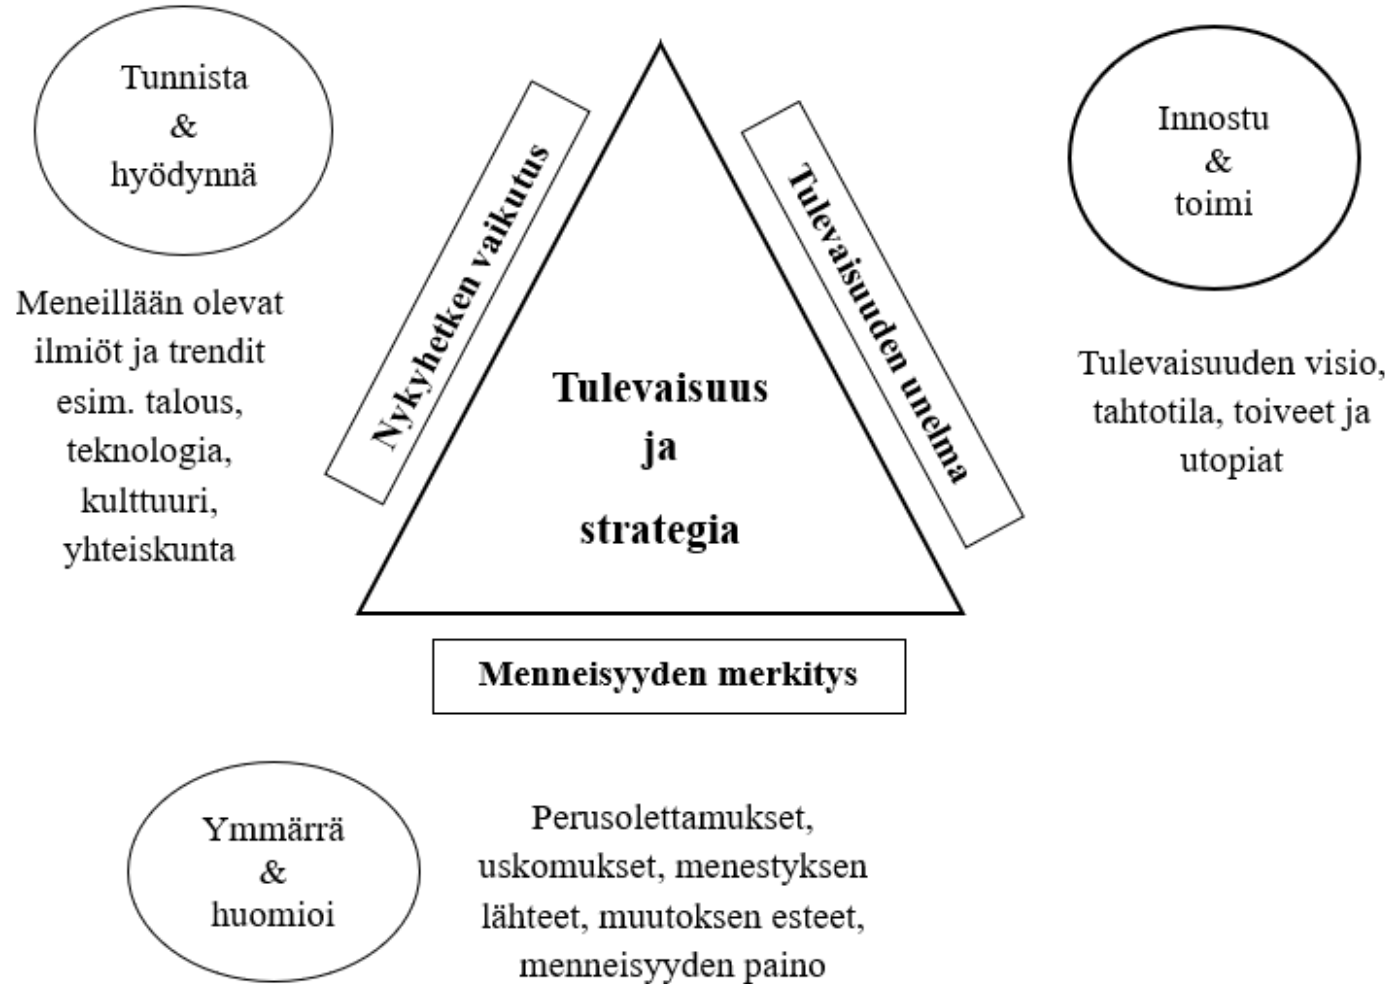 Tunnista
&
hyödynnä
Meneillään olevat
ilmiöt ja trendit
esim. talous,
teknologia,
kulttuuri,
yhteiskunta
Nykyhetken vaikutus
Tulevaisuus
ja
strategia
Tulevaisuuden unelma
Innostu
&
toimi
Tulevaisuuden visio,
tahtotila, toiveet ja
utopiat
Menneisyyden merkitys
Ymmärrä
&
huomioi
Perusolettamukset,
uskomukset, menestyksen
lähteet, muutoksen esteet,
menneisyyden paino